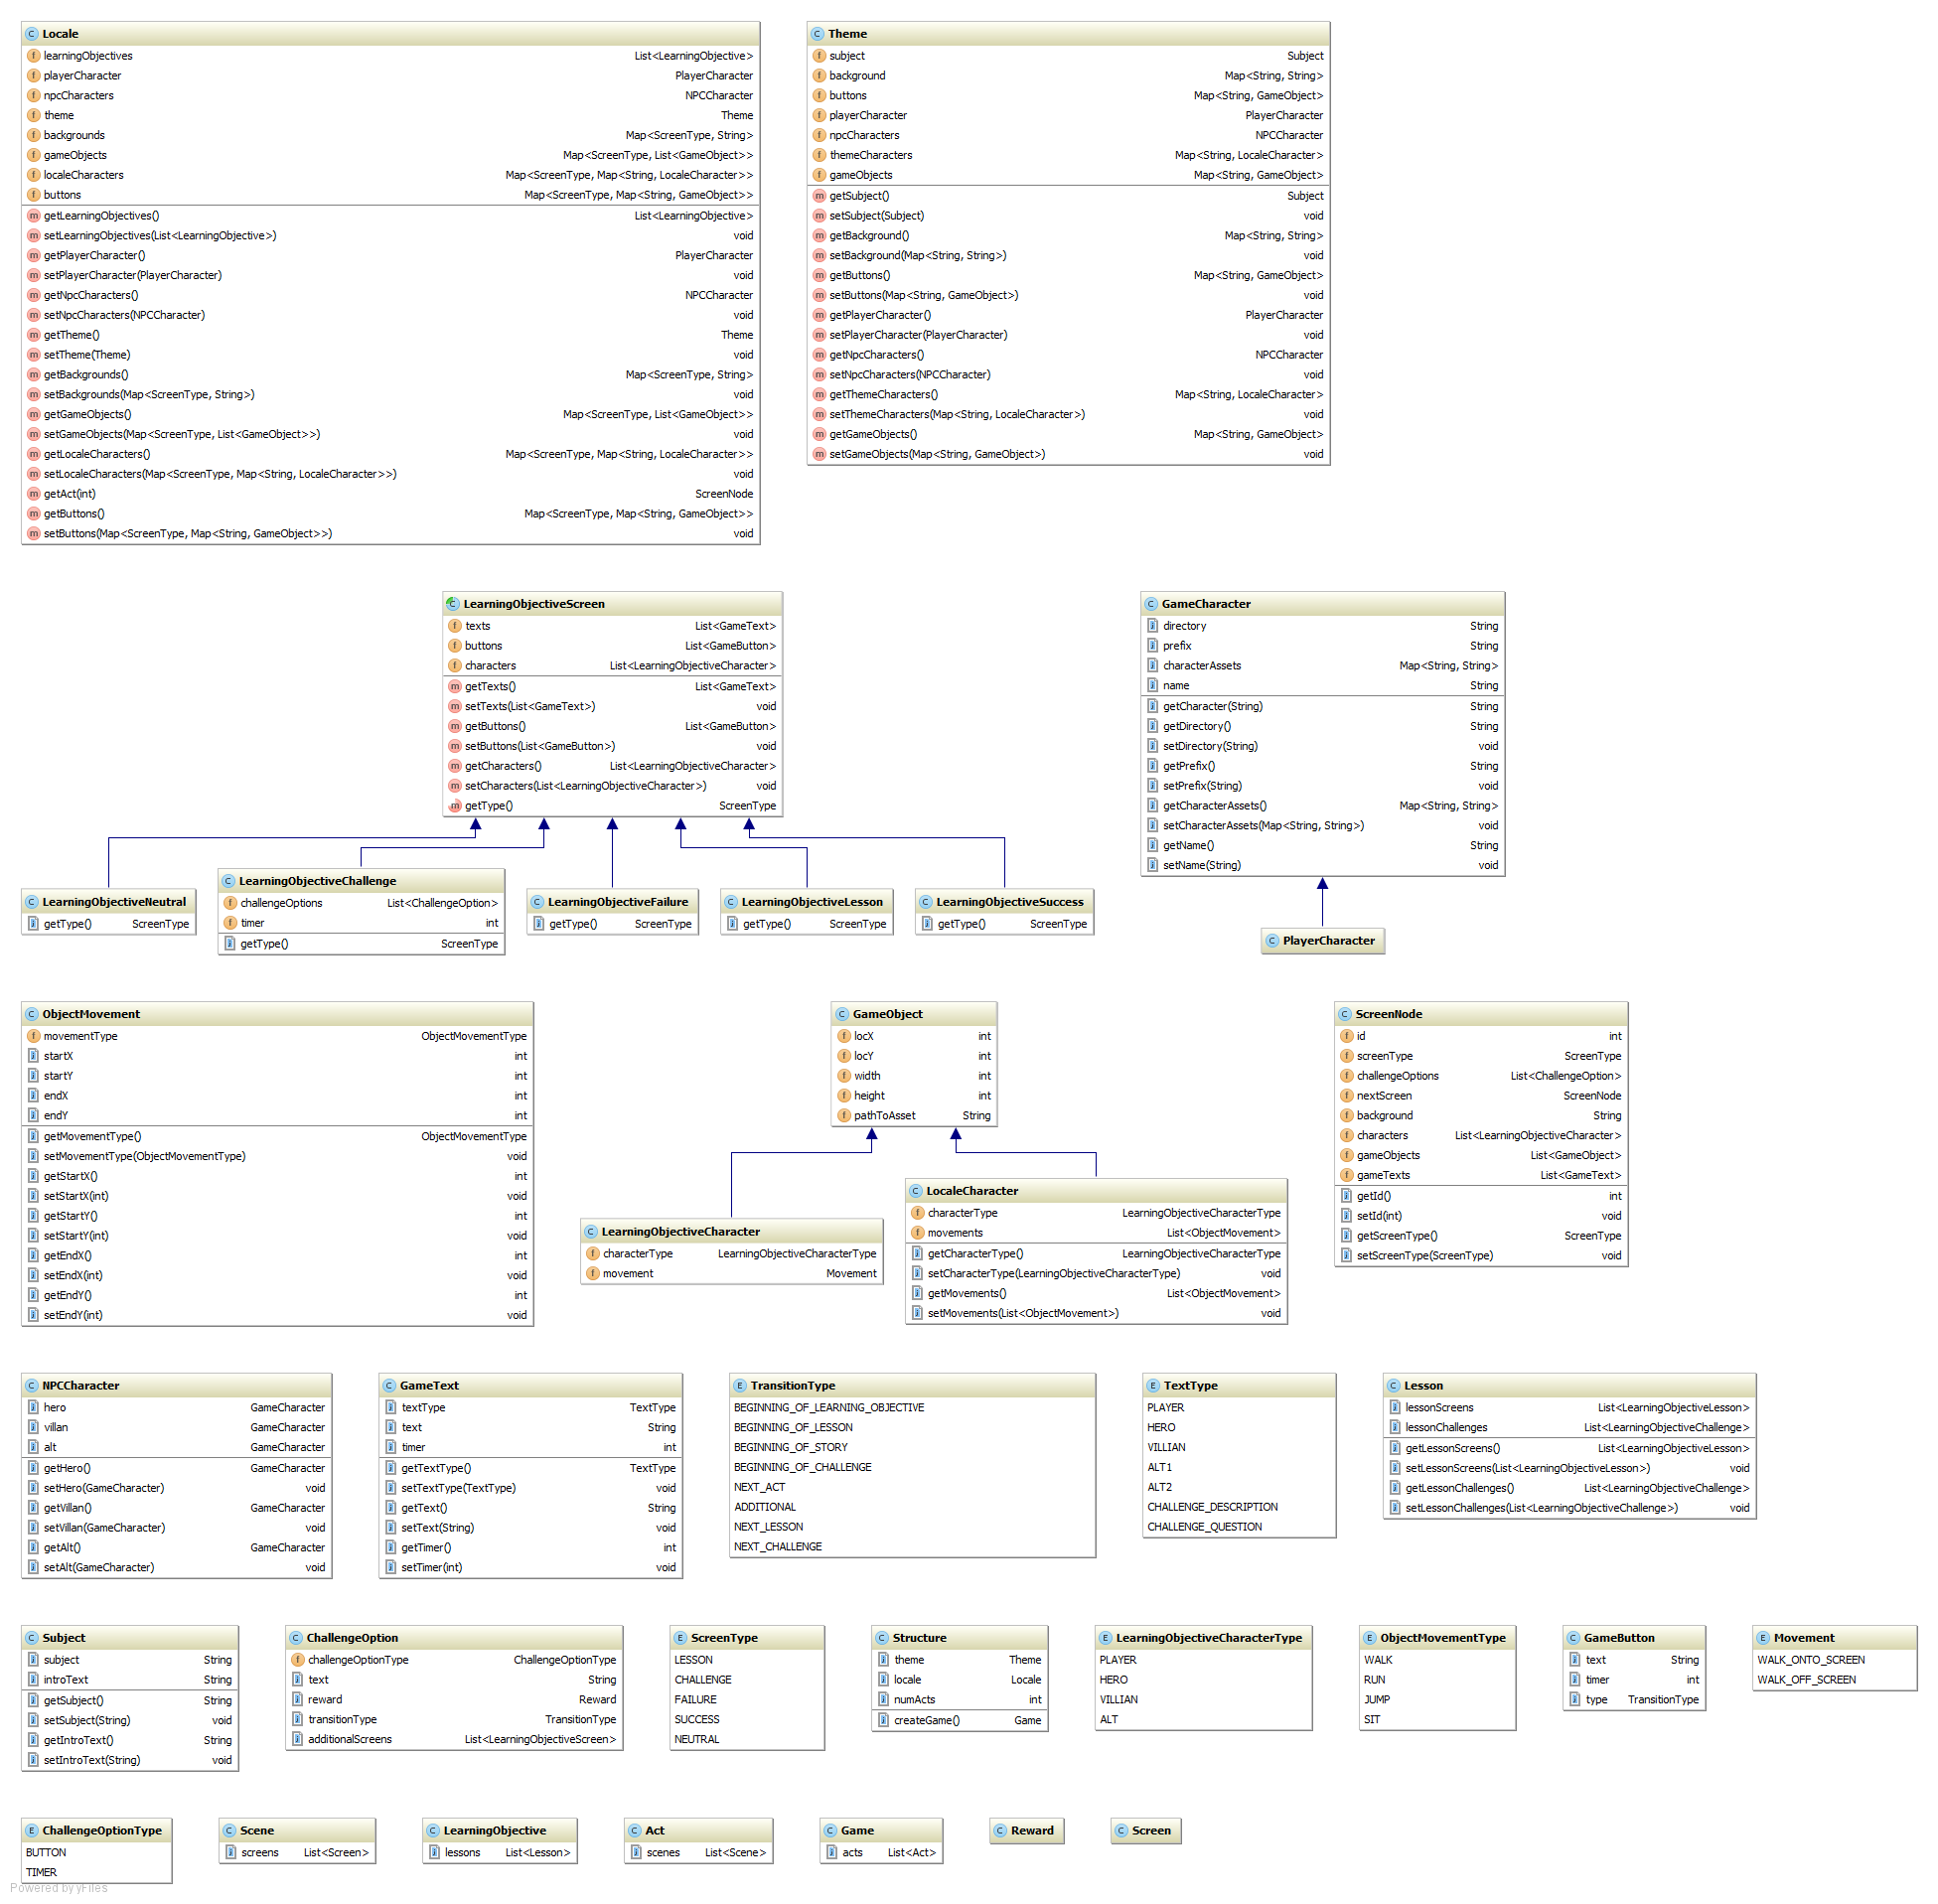 Locale
learningObjectives List<LearningObjective>
playerCharacter PlayerCharacter
npcCharacters NPCCharacter
theme Theme
backgrounds Map<ScreenType, String>
gameObjects Map<ScreenType, List<GameObject>>
localeCharacters Map<ScreenType, Map<String, LocaleCharacter>>
buttons Map<ScreenType, Map<String, GameObject>>
getLearningObjectives() List<LearningObjective>
setLearningObjectives(List<LearningObjective>) void
getPlayerCharacter() PlayerCharacter
setPlayerCharacter(PlayerCharacter) void
getNpcCharacters() NPCCharacter
setNpcCharacters(NPCCharacter) void
getTheme() Theme
setTheme(Theme) void
getBackgrounds() Map<ScreenType, String>
setBackgrounds(Map<ScreenType, String>) void
getGameObjects() Map<ScreenType, List<GameObject>>
setGameObjects(Map<ScreenType, List<GameObject>>) void
getLocaleCharacters() Map<ScreenType, Map<String, LocaleCharacter>>
setLocaleCharacters(Map<ScreenType, Map<String, LocaleCharacter>>) void
getAct(int) ScreenNode
getButtons() Map<ScreenType, Map<String, GameObject>>
setButtons(Map<ScreenType, Map<String, GameObject>>) void
Theme
subject Subject
background Map<String, String>
buttons Map<String, GameObject>
playerCharacter PlayerCharacter
npcCharacters NPCCharacter
themeCharacters Map<String, LocaleCharacter>
gameObjects Map<String, GameObject>
getSubject() Subject
setSubject(Subject) void
getBackground() Map<String, String>
setBackground(Map<String, String>) void
getButtons() Map<String, GameObject>
setButtons(Map<String, GameObject>) void
getPlayerCharacter() PlayerCharacter
setPlayerCharacter(PlayerCharacter) void
getNpcCharacters() NPCCharacter
setNpcCharacters(NPCCharacter) void
getThemeCharacters() Map<String, LocaleCharacter>
setThemeCharacters(Map<String, LocaleCharacter>) void
getGameObjects() Map<String, GameObject>
setGameObjects(Map<String, GameObject>) void
LearningObjectiveScreen
texts List<GameText>
buttons List<GameButton>
characters List<LearningObjectiveCharacter>
getTexts() List<GameText>
setTexts(List<GameText>) void
getButtons() List<GameButton>
setButtons(List<GameButton>) void
getCharacters() List<LearningObjectiveCharacter>
setCharacters(List<LearningObjectiveCharacter>) void
getType() ScreenType
GameCharacter
directory String
prefix String
characterAssets Map<String, String>
name String
getCharacter(String) String
getDirectory() String
setDirectory(String) void
getPrefix() String
setPrefix(String) void
getCharacterAssets() Map<String, String>
setCharacterAssets(Map<String, String>) void
getName() String
setName(String) void
LearningObjectiveNeutral
getType() ScreenType
LearningObjectiveChallenge
challengeOptions List<ChallengeOption>
timer int
getType() ScreenType
LearningObjectiveFailure
getType() ScreenType
LearningObjectiveLesson
getType() ScreenType
LearningObjectiveSuccess
getType() ScreenType
PlayerCharacter
ObjectMovement
movementType ObjectMovementType
startX int
startY int
endX int
endY int
getMovementType() ObjectMovementType
setMovementType(ObjectMovementType) void
getStartX() int
setStartX(int) void
getStartY() int
setStartY(int) void
getEndX() int
setEndX(int) void
getEndY() int
setEndY(int) void
GameObject
locX int
locY int
width int
height int
pathToAsset String
LearningObjectiveCharacter
characterType LearningObjectiveCharacterType
movement Movement
LocaleCharacter
characterType LearningObjectiveCharacterType
movements List<ObjectMovement>
getCharacterType() LearningObjectiveCharacterType
setCharacterType(LearningObjectiveCharacterType) void
getMovements() List<ObjectMovement>
setMovements(List<ObjectMovement>) void
ScreenNode
id int
screenType ScreenType
challengeOptions List<ChallengeOption>
nextScreen ScreenNode
background String
characters List<LearningObjectiveCharacter>
gameObjects List<GameObject>
gameTexts List<GameText>
getId() int
setId(int) void
getScreenType() ScreenType
setScreenType(ScreenType) void
NPCCharacter
hero GameCharacter
villan GameCharacter
alt GameCharacter
getHero() GameCharacter
setHero(GameCharacter) void
getVillan() GameCharacter
setVillan(GameCharacter) void
getAlt() GameCharacter
setAlt(GameCharacter) void
GameText
textType TextType
text String
timer int
getTextType() TextType
setTextType(TextType) void
getText() String
setText(String) void
getTimer() int
setTimer(int) void
TransitionType
BEGINNING_OF_LEARNING_OBJECTIVE
BEGINNING_OF_LESSON
BEGINNING_OF_STORY
BEGINNING_OF_CHALLENGE
NEXT_ACT
ADDITIONAL
NEXT_LESSON
NEXT_CHALLENGE
TextType
PLAYER
HERO
VILLIAN
ALT1
ALT2
CHALLENGE_DESCRIPTION
CHALLENGE_QUESTION
Lesson
lessonScreens List<LearningObjectiveLesson>
lessonChallenges List<LearningObjectiveChallenge>
getLessonScreens() List<LearningObjectiveLesson>
setLessonScreens(List<LearningObjectiveLesson>) void
getLessonChallenges() List<LearningObjectiveChallenge>
setLessonChallenges(List<LearningObjectiveChallenge>) void
Subject
subject String
introText String
getSubject() String
setSubject(String) void
getIntroText() String
setIntroText(String) void
ChallengeOption
challengeOptionType ChallengeOptionType
text String
reward Reward
transitionType TransitionType
additionalScreens List<LearningObjectiveScreen>
ScreenType
LESSON
CHALLENGE
FAILURE
SUCCESS
NEUTRAL
Structure
theme Theme
locale Locale
numActs int
createGame() Game
LearningObjectiveCharacterType
PLAYER
HERO
VILLIAN
ALT
ObjectMovementType
WALK
RUN
JUMP
SIT
GameButton
text String
timer int
type TransitionType
Movement
WALK_ONTO_SCREEN
WALK_OFF_SCREEN
ChallengeOptionType
BUTTON
TIMER
Scene
screens List<Screen>
LearningObjective
lessons List<Lesson>
Act
scenes List<Scene>
Game
acts List<Act>
Reward
Screen
Powered by yFiles